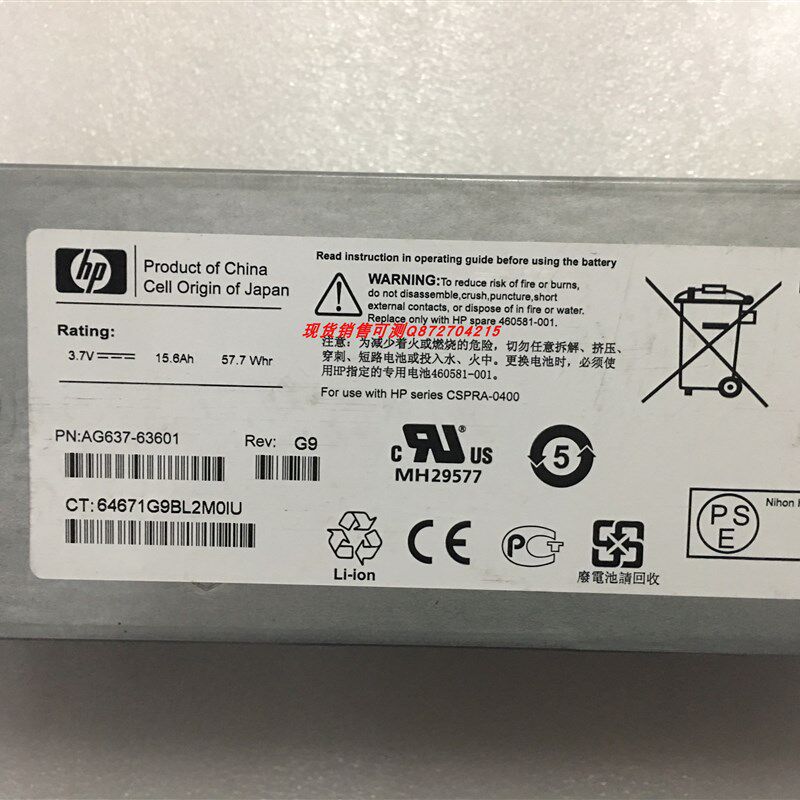 hp
Product of China
Cell Origin of Japan
Rating:
3.7V 15.6Ah 57.7 Whr
Read instruction in operating guide before using the battery
WARNING:To reduce risk of fire or burns,
do not disassemble,crush,puncture,short
external contacts, or dispose of in fire or water.
Replace only with HP spare 460581-001.
现货销售可测Q872704215
注意: 为减少着火或燃烧的危险, 切勿任意拆解、挤压、
穿刺、短路电池或投入水、火中。更换电池时, 必须使
用HP指定的专用电池460581-001。
For use with HP series CSPRA-0400
PN:AG637-63601 Rev: G9
CT:64671G9BL2M0IU
c RU US
®
MH29577
5
Li-ion
CE
PCT
廢電池請回收
PS
E
Nihon